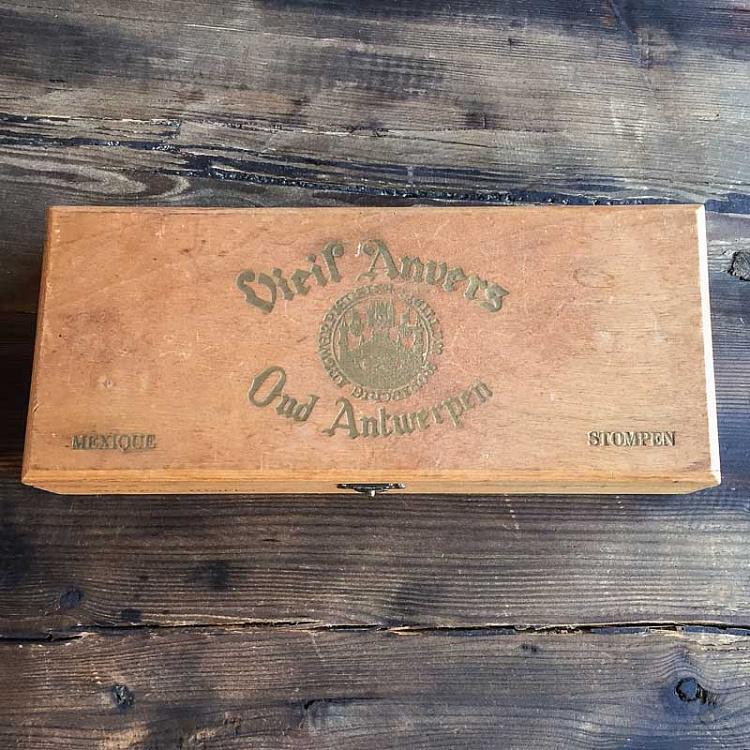 Vieil Anvers
Oud Antwerpen
MEXIQUE
STOMPEN